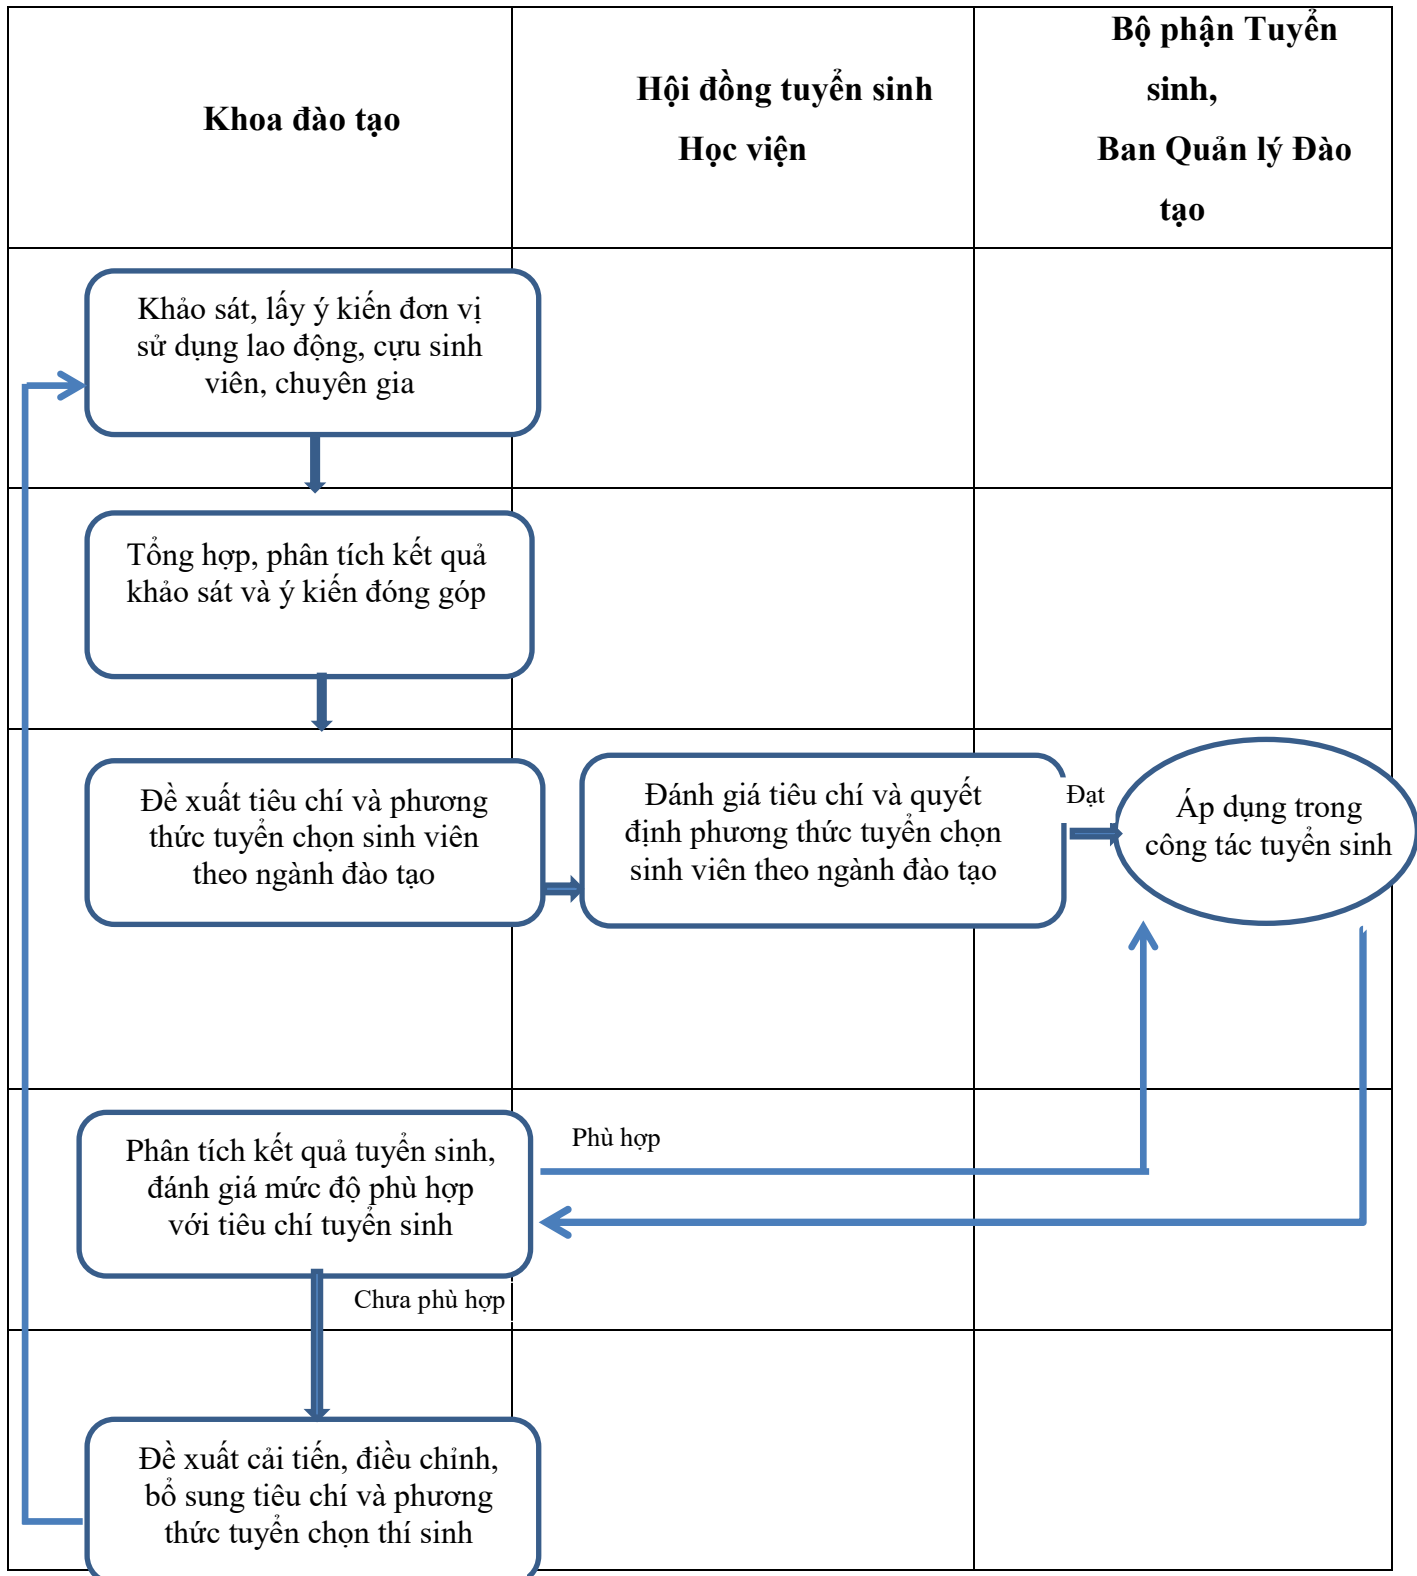 Khoa đào tạo
Hội đồng tuyển sinh
Học viện
Bộ phận Tuyển
sinh,
Ban Quản lý Đào
tạo
Khảo sát, lấy ý kiến đơn vị
sử dụng lao động, cựu sinh
viên, chuyên gia
Tổng hợp, phân tích kết quả
khảo sát và ý kiến đóng góp
Đề xuất tiêu chí và phương
thức tuyển chọn sinh viên
theo ngành đào tạo
Đánh giá tiêu chí và quyết
định phương thức tuyển chọn
sinh viên theo ngành đào tạo
Đạt
Áp dụng trong
công tác tuyển sinh
Phân tích kết quả tuyển sinh,
đánh giá mức độ phù hợp
với tiêu chí tuyển sinh
Phù hợp
Chưa phù hợp
Đề xuất cải tiến, điều chỉnh,
bổ sung tiêu chí và phương
thức tuyển chọn thí sinh